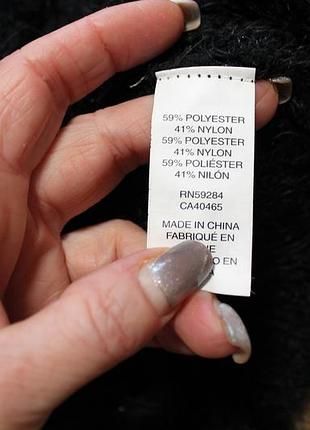 59% POLYESTER
41% NYLON
59% POLYESTER
41% NYLON
59% POLIÉSTER
41% NILÓN
RN59284
CA40465
MADE IN CHINA
FABRIQUÉ EN
EN